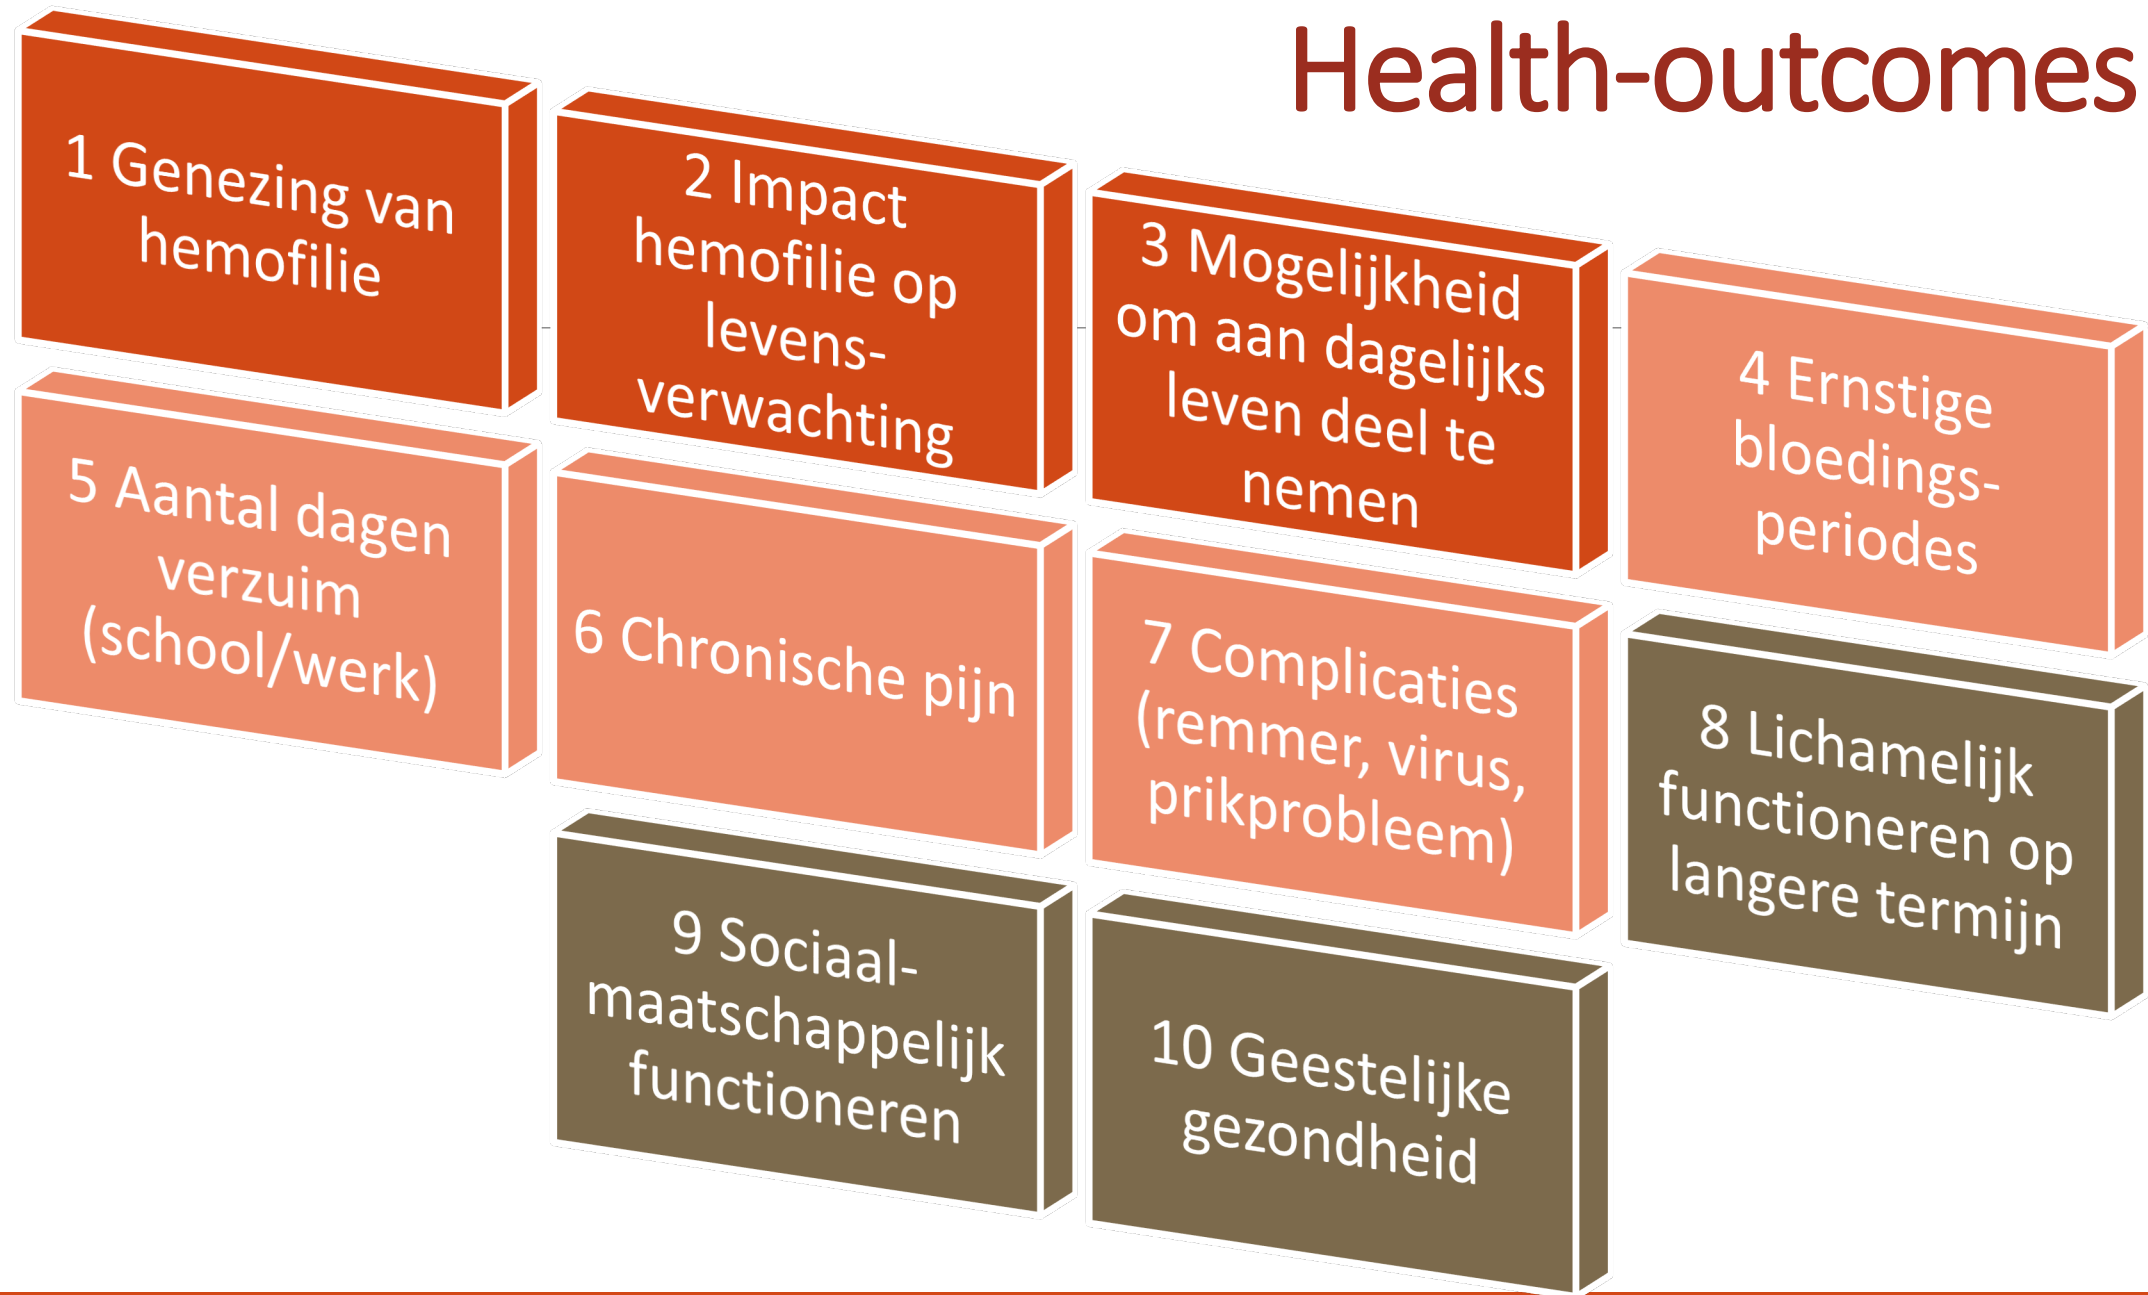 Health-outcomes
1 Genezing van
hemofilie
2 Impact
hemofilie op
levens-
verwachting
3 Mogelijkheid
om aan dagelijks
leven deel te
nemen
4 Ernstige
bloedings-
periodes
5 Aantal dagen
verzuim
(school/werk)
6 Chronische pijn
7 Complicaties
(remmer, virus,
prikprobleem)
8 Lichamelijk
functioneren op
langere termijn
9 Sociaal-
maatschappelijk
functioneren
10 Geestelijke
gezondheid